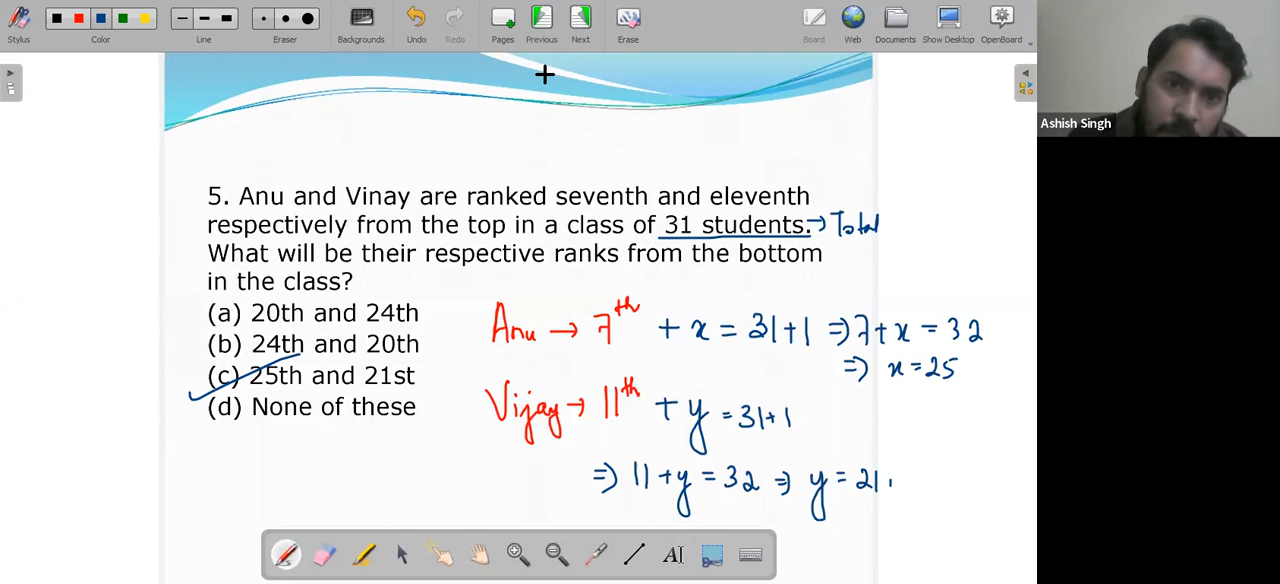 Stylus
Color
Line
Eraser
Backgrounds
Undo
Redo
Pages
Previous
Next
Erase
Board
Web
Documents
Show Desktop
OpenBoard
Ashish Singh
5. Anu and Vinay are ranked seventh and eleventh
respectively from the top in a class of 31 students. → Total
What will be their respective ranks from the bottom
in the class?
(a) 20th and 24th
(b) 24th and 20th
(c) 25th and 21st
(d) None of these
Anu → 7th + x = 31+1 ⇒ 7+x = 32
⇒ x = 25
Vijay → 11th + y = 31+1
⇒ 11+y = 32 ⇒ y = 21.
AI